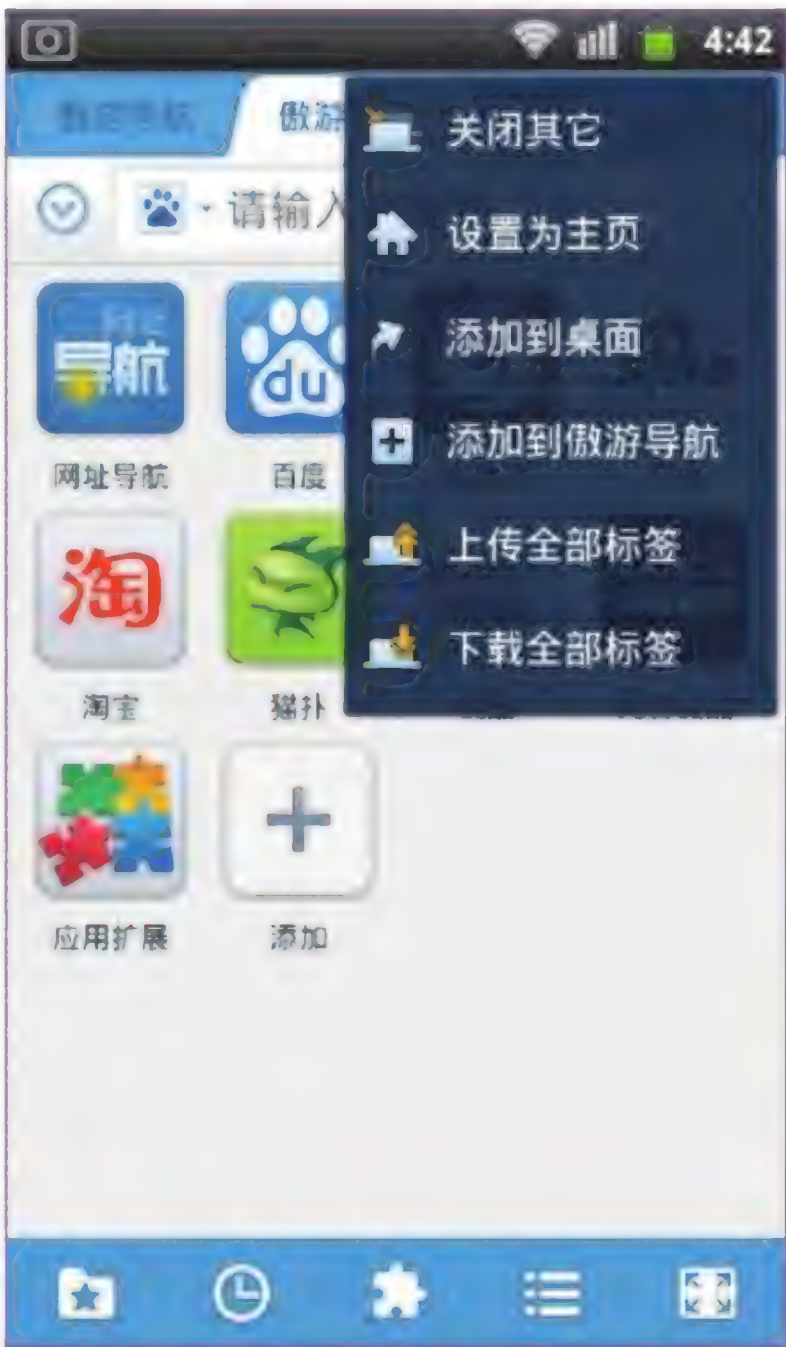 4:42
傲游
关闭其它
请输入
设置为主页
添加到桌面
导航
du
添加到傲游导航
网址导航
百度
上传全部标签
淘
下载全部标签
淘宝
猫扑
应用扩展
添加